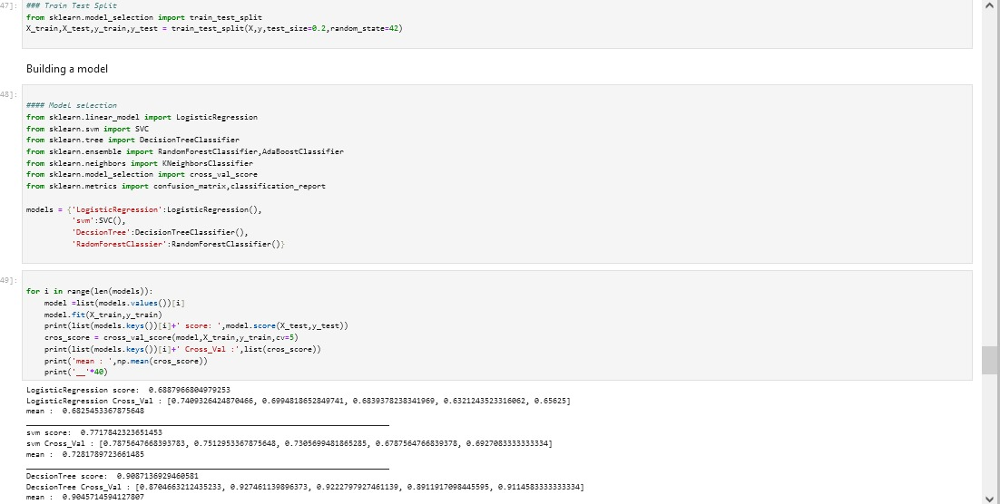 47]:
### Train Test Split
from sklearn.model_selection import train_test_split
X_train,X_test,y_train,y_test = train_test_split(X,y,test_size=0.2,random_state=42)
Building a model
48]:
#### Model selection
from sklearn.linear_model import LogisticRegression
from sklearn.svm import SVC
from sklearn.tree import DecisionTreeClassifier
from sklearn.ensemble import RandomForestClassifier,AdaBoostClassifier
from sklearn.neighbors import KNeighborsClassifier
from sklearn.model_selection import cross_val_score
from sklearn.metrics import confusion_matrix,classification_report
models = {'LogisticRegression':LogisticRegression(),
'svm':SVC(),
'DecsionTree':DecisionTreeClassifier(),
'RadomForestClassier':RandomForestClassifier()}
49]:
for i in range(len(models)):
model =list(models.values())[i]
model.fit(X_train,y_train)
print(list(models.keys())[i]+' score: ',model.score(X_test,y_test))
cros_score = cross_val_score(model,X_train,y_train,cv=5)
print(list(models.keys())[i]+' Cross_Val :',list(cros_score))
print('mean : ',np.mean(cros_score))
print('__'*40)
LogisticRegression score:  0.6887966804979253
LogisticRegression Cross_Val : [0.7409326424870466, 0.6994818652849741, 0.6839378238341969, 0.6321243523316062, 0.65625]
mean :  0.6825453367875648
svm score:  0.7717842323651453
svm Cross_Val : [0.7875647668393783, 0.7512953367875648, 0.7305699481865285, 0.6787564766839378, 0.6927083333333334]
mean :  0.7281789723661485
DecsionTree score:  0.9087136929460581
DecsionTree Cross_Val : [0.8704663212435233, 0.927461139896373, 0.9222797927461139, 0.8911917098445595, 0.9114583333333334]
mean :  0.9045714594127807